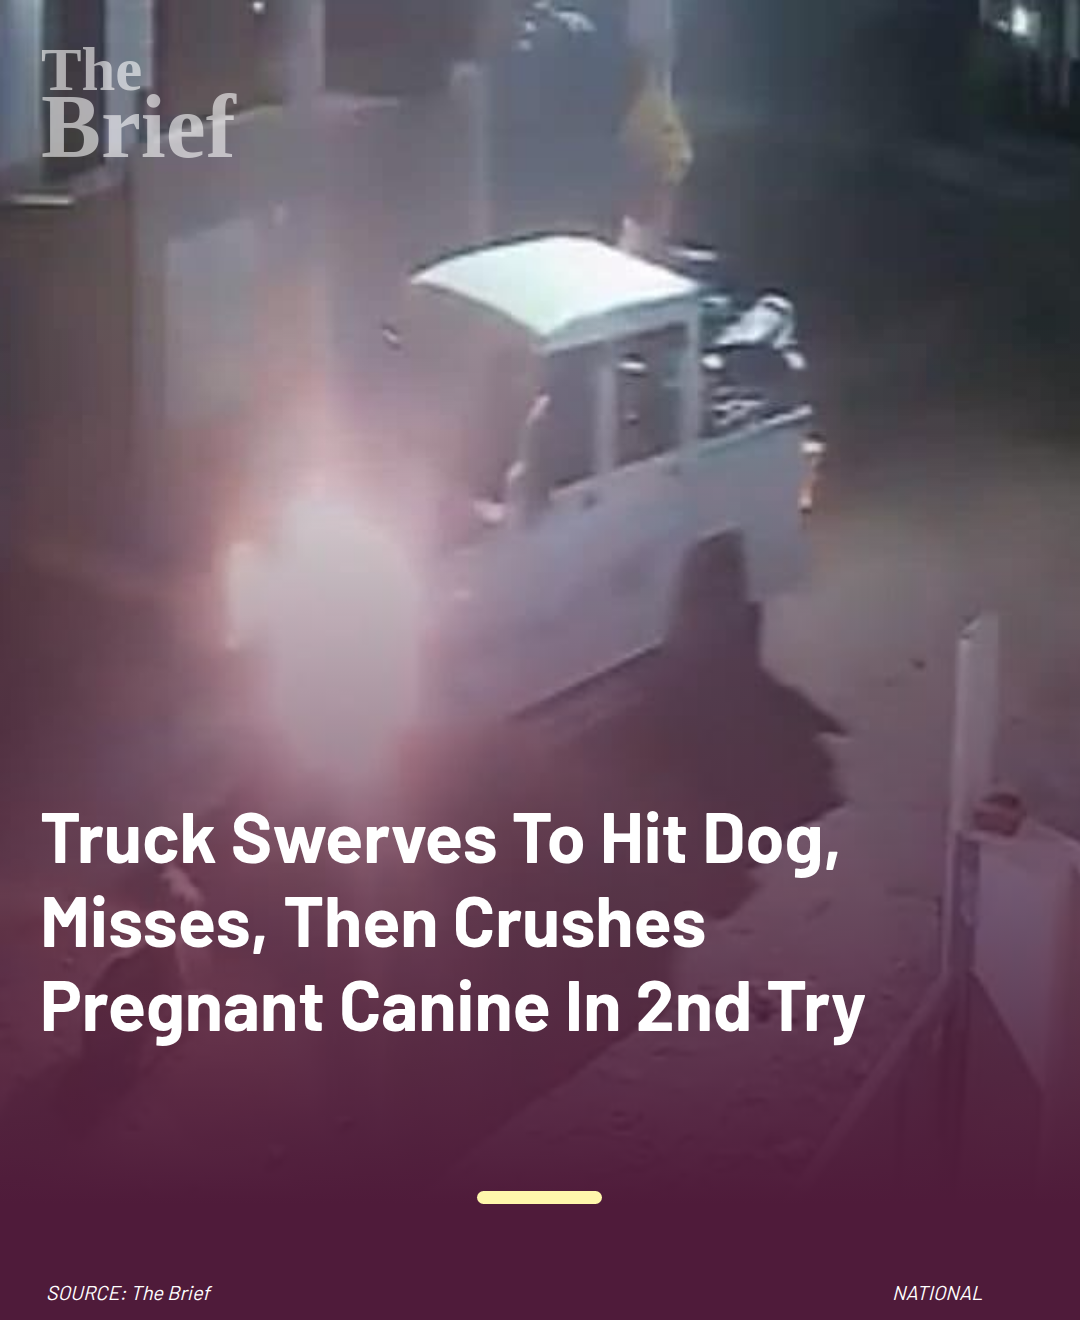 The
Brief
Truck Swerves To Hit Dog,
Misses, Then Crushes
Pregnant Canine In 2nd Try
SOURCE: The Brief
NATIONAL